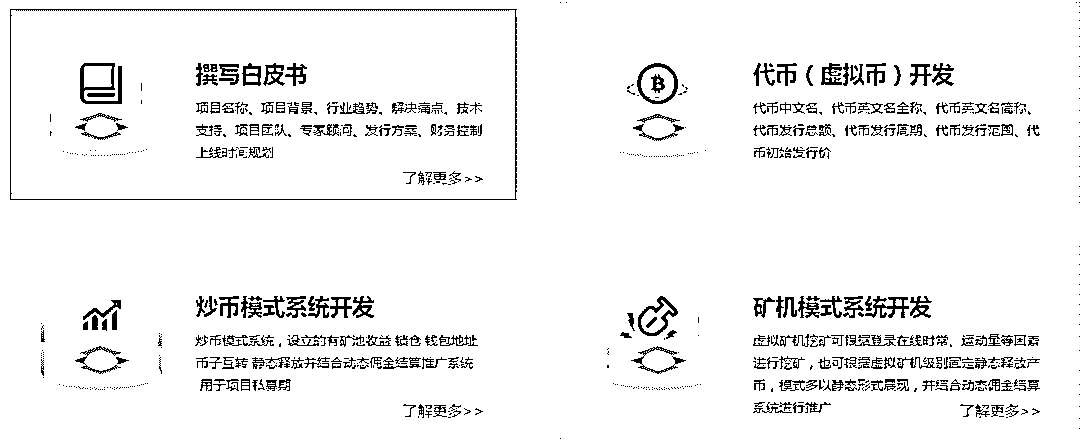 撰写白皮书
项目名称、项目背景、行业趋势、解决痛点、技术
支持、项目团队、专家顾问、发行方案、财务控制
上线时间规划
了解更多>>
代币（虚拟币）开发
代币中文名、代币英文名全称、代币英文名简称、
代币发行总额、代币发行周期、代币发行范围、代
币初始发行价
炒币模式系统开发
炒币模式系统，设立的有矿池收益 锁仓 钱包地址
币子互转 静态释放并结合动态佣金结算推广系统
用于项目私募期
了解更多>>
矿机模式系统开发
虚拟矿机挖矿可根据登录在线时常、运动量等因素
进行挖矿，也可根据虚拟矿机级别固定静态释放产
币，模式多以静态形式展现，并结合动态佣金结算
系统进行推广
了解更多>>